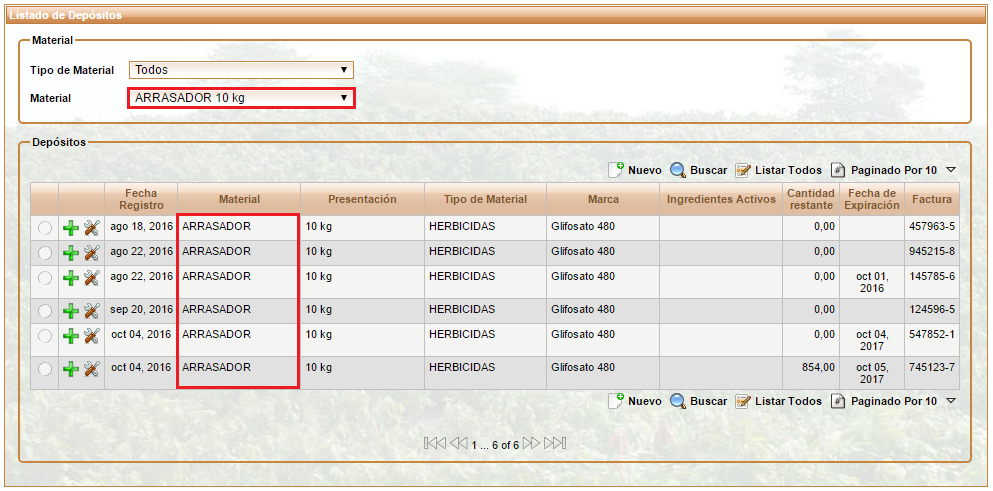 Listado de Depósitos
Material
Tipo de Material Todos
Material ARRASADOR 10 kg
Depósitos
Nuevo Buscar Listar Todos Paginado Por 10
Fecha Registro Material Presentación Tipo de Material Marca Ingredientes Activos Cantidad restante Fecha de Expiración Factura
ago 18, 2016 ARRASADOR 10 kg HERBICIDAS Glifosato 480 0,00 457963-5
ago 22, 2016 ARRASADOR 10 kg HERBICIDAS Glifosato 480 0,00 945215-8
ago 22, 2016 ARRASADOR 10 kg HERBICIDAS Glifosato 480 0,00 oct 01, 2016 145785-6
sep 20, 2016 ARRASADOR 10 kg HERBICIDAS Glifosato 480 0,00 124596-5
oct 04, 2016 ARRASADOR 10 kg HERBICIDAS Glifosato 480 0,00 oct 04, 2017 547852-1
oct 04, 2016 ARRASADOR 10 kg HERBICIDAS Glifosato 480 854,00 oct 05, 2017 745123-7
Nuevo Buscar Listar Todos Paginado Por 10
1 ... 6 of 6